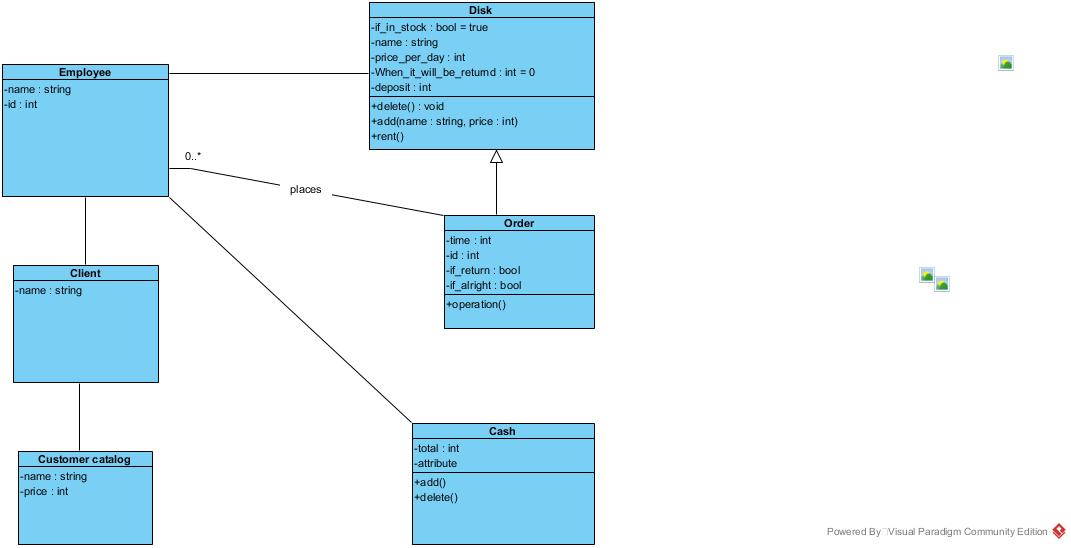 Disk
-if_in_stock : bool = true
-name : string
-price_per_day : int
-When_it_will_be_returnd : int = 0
-deposit : int
+delete() : void
+add(name : string, price : int)
+rent()
Employee
-name : string
-id : int
0..*
places
Order
-time : int
-id : int
-if_return : bool
-if_alright : bool
+operation()
Client
-name : string
Cash
-total : int
-attribute
+add()
+delete()
Customer catalog
-name : string
-price : int
Powered By Visual Paradigm Community Edition